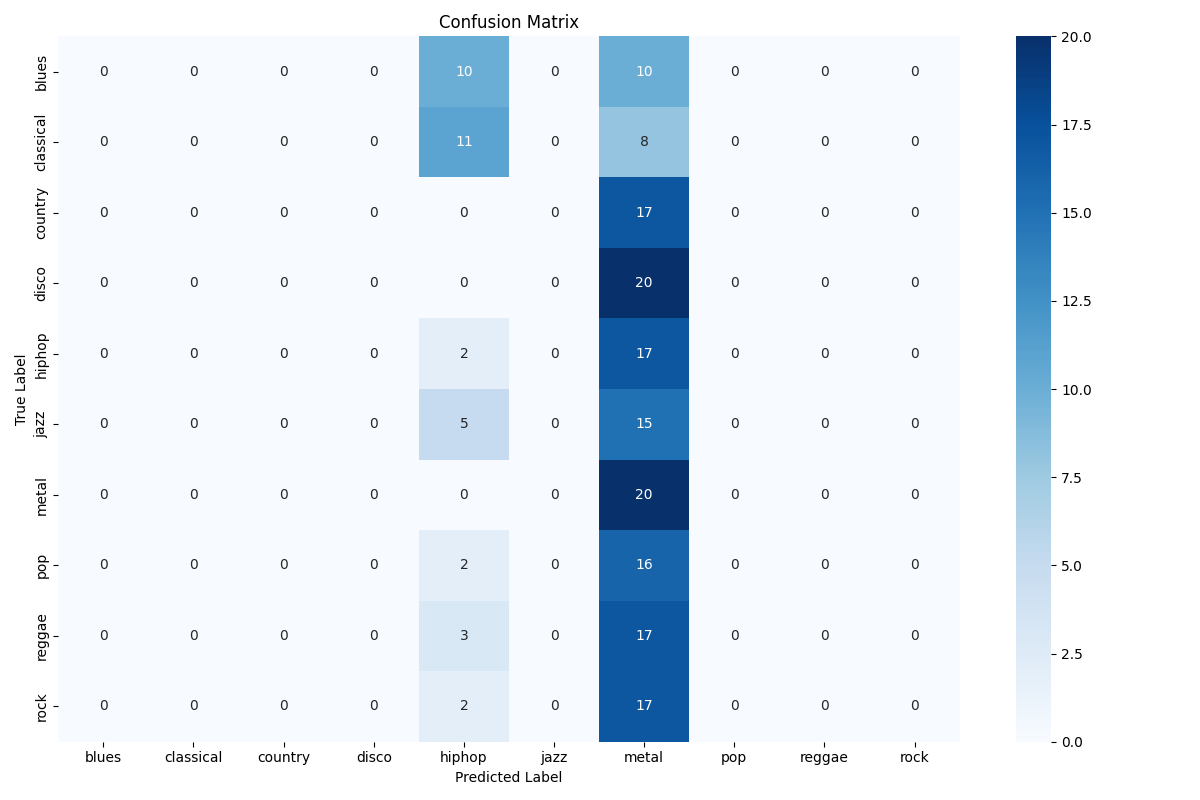 Confusion Matrix
blues 0 0 0 0 10 0 10 0 0 0
classical 0 0 0 0 11 0 8 0 0 0
country 0 0 0 0 0 0 17 0 0 0
disco 0 0 0 0 0 0 20 0 0 0
hiphop 0 0 0 0 2 0 17 0 0 0
jazz 0 0 0 0 5 0 15 0 0 0
metal 0 0 0 0 0 0 20 0 0 0
pop 0 0 0 0 2 0 16 0 0 0
reggae 0 0 0 0 3 0 17 0 0 0
rock 0 0 0 0 2 0 17 0 0 0
True Label
blues classical country disco hiphop jazz metal pop reggae rock
Predicted Label
20.0
17.5
15.0
12.5
10.0
7.5
5.0
2.5
0.0